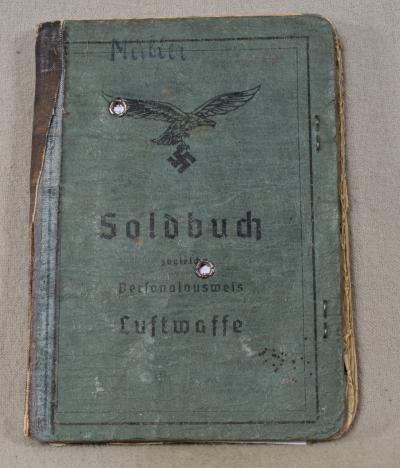 Soldbuch
zugleich
Personalausweis
Luftwaffe